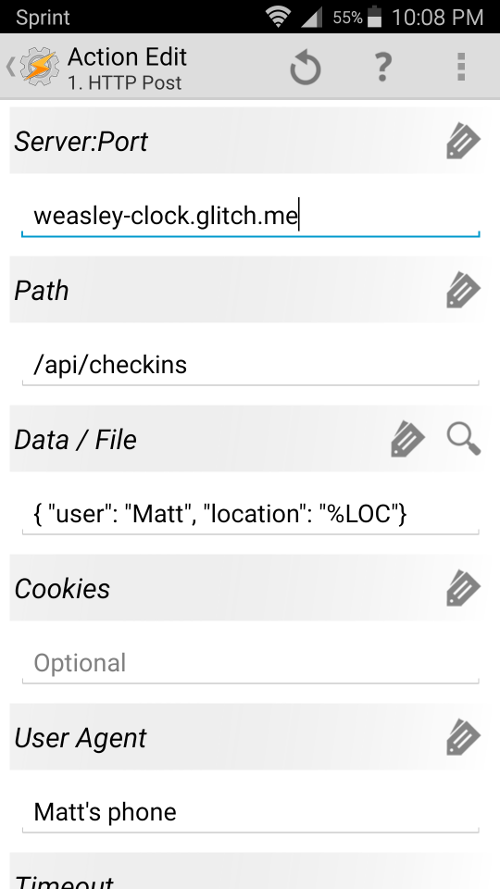 Sprint 55% 10:08 PM
Action Edit
1. HTTP Post
?
Server:Port
weasley-clock.glitch.me
Path
/api/checkins
Data / File
{ "user": "Matt", "location": "%LOC"}
Cookies
Optional
User Agent
Matt's phone
Timeout